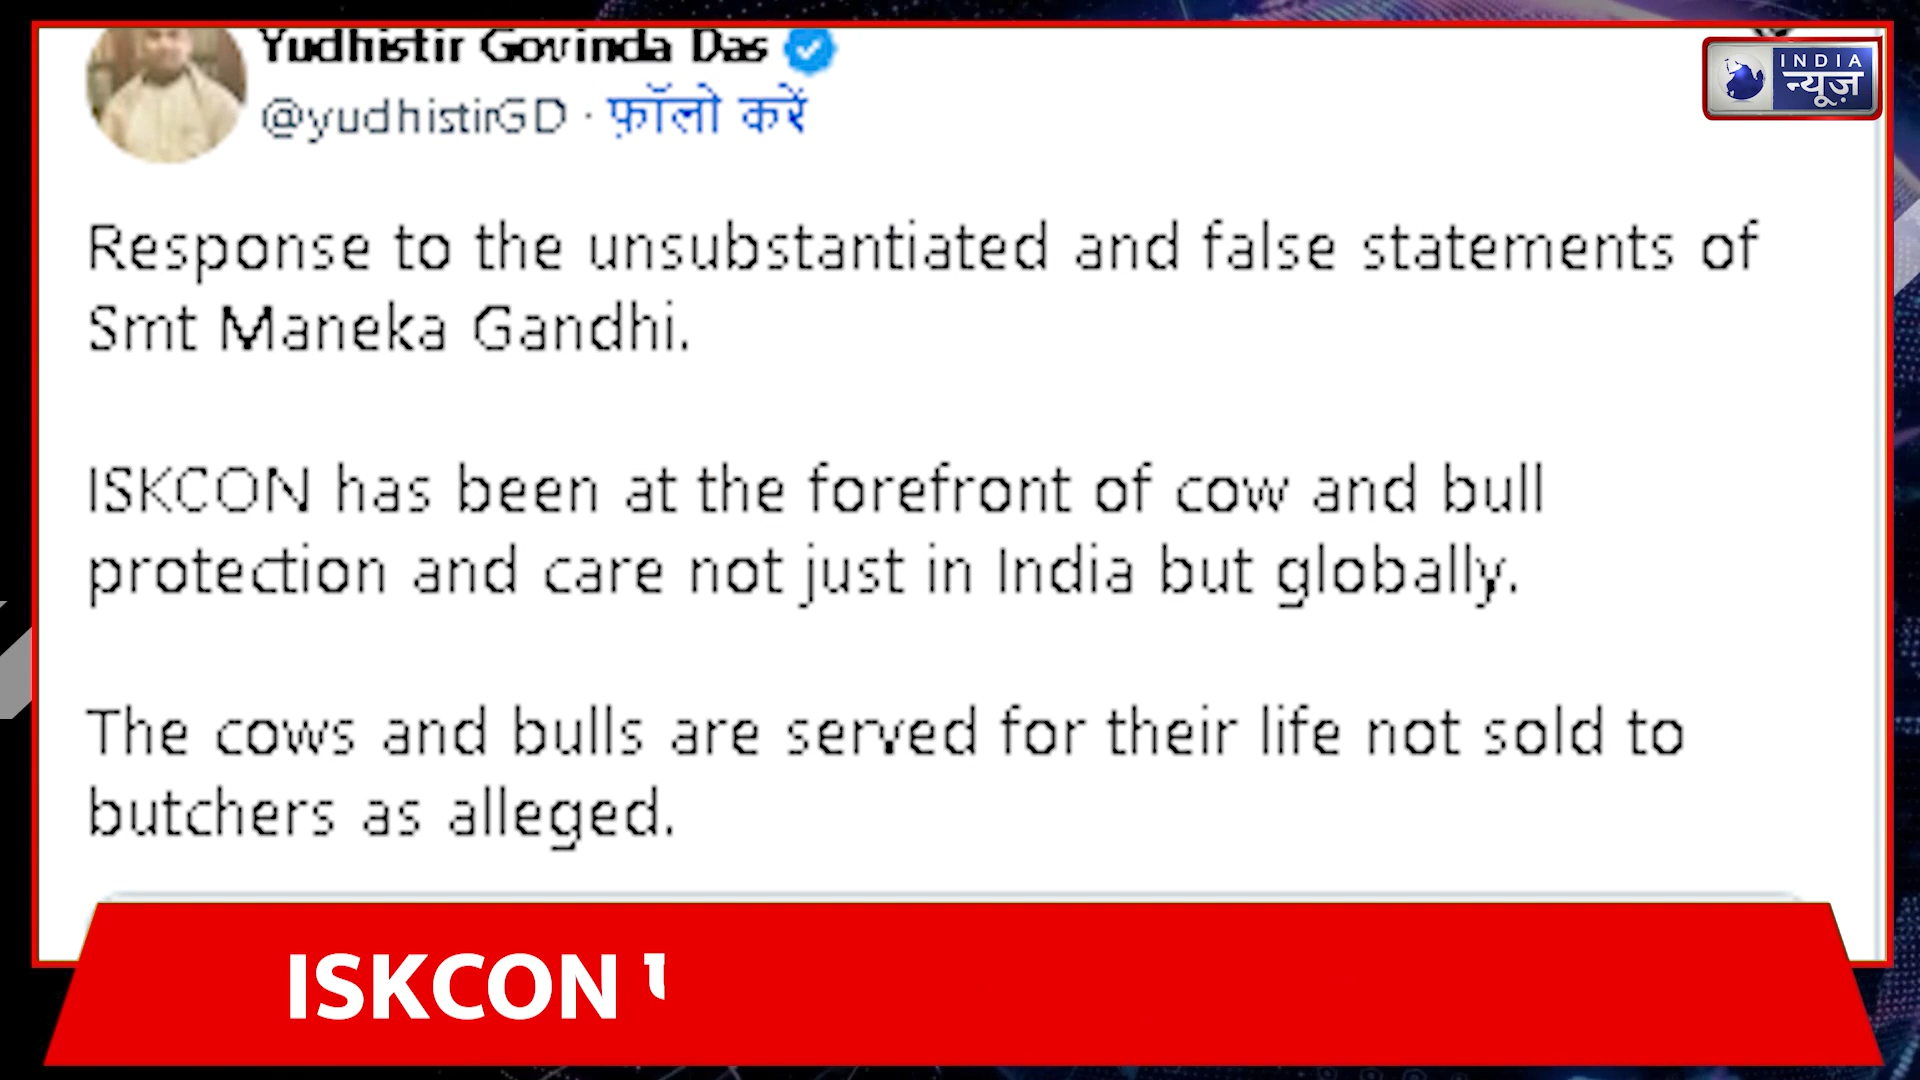 Yudhistir Govinda Das
@yudhistirGD · फ़ॉलो करें
INDIA
न्यूज़
Response to the unsubstantiated and false statements of
Smt Maneka Gandhi.
ISKCON has been at the forefront of cow and bull
protection and care not just in India but globally.
The cows and bulls are served for their life not sold to
butchers as alleged.
ISKCON